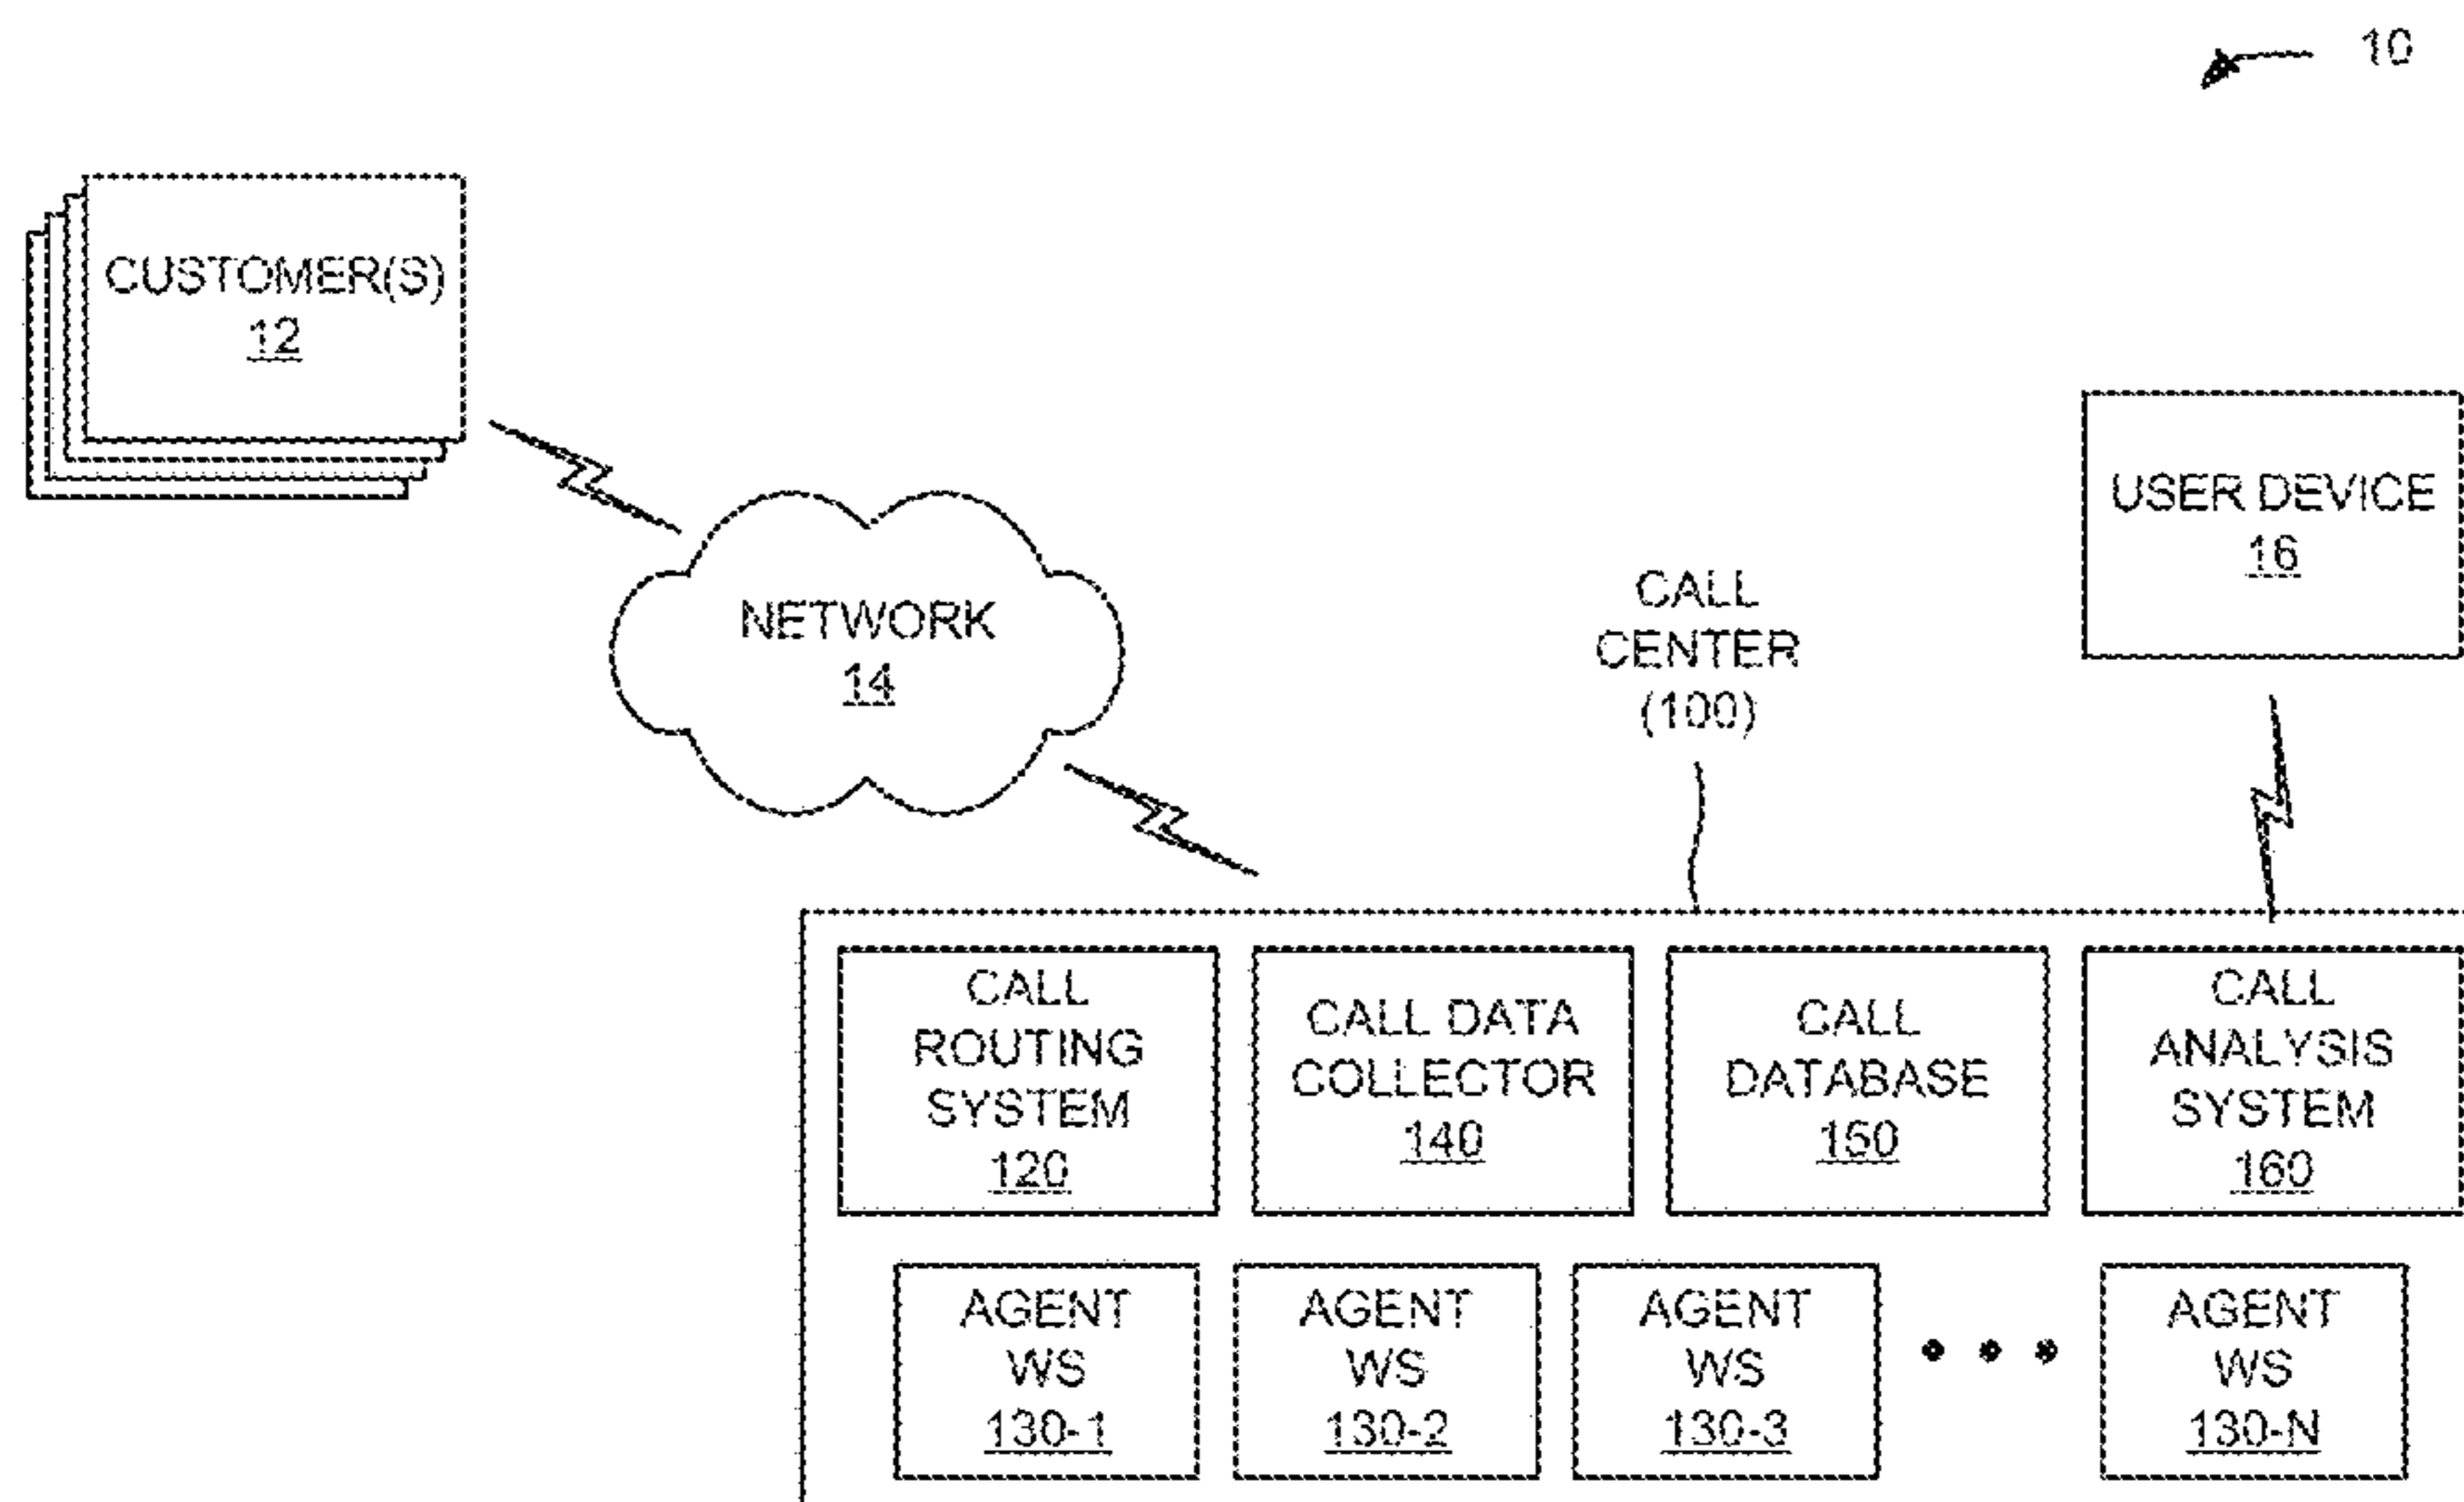 10
CUSTOMER(S)
12
USER DEVICE
16
NETWORK
14
CALL
CENTER
(100)
CALL
ROUTING
SYSTEM
120
CALL DATA
COLLECTOR
140
CALL
DATABASE
150
CALL
ANALYSIS
SYSTEM
160
AGENT
WS
130-1
AGENT
WS
130-2
AGENT
WS
130-3
AGENT
WS
130-N